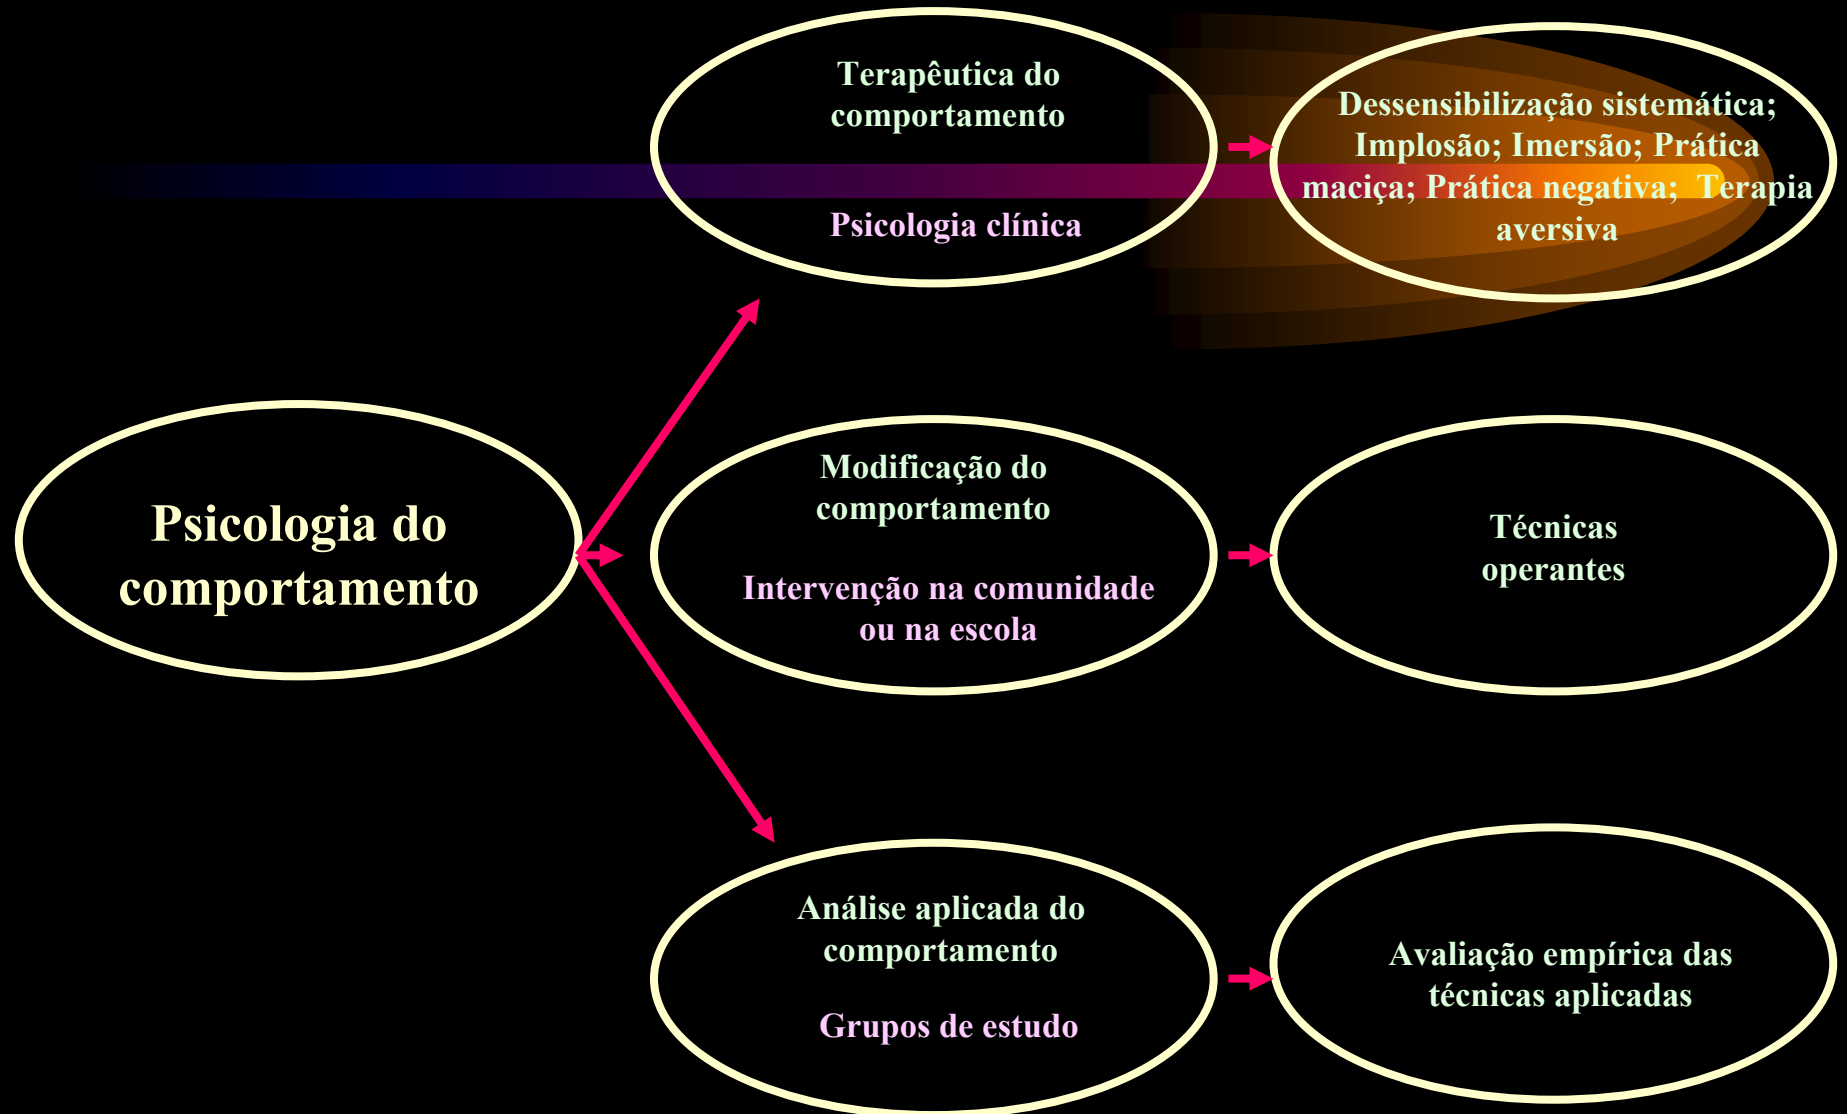 Terapêutica do
comportamento
Psicologia clínica
Dessensibilização sistemática;
Implosão; Imersão; Prática
maciça; Prática negativa; Terapia
aversiva
Psicologia do
comportamento
Modificação do
comportamento
Intervenção na comunidade
ou na escola
Técnicas
operantes
Análise aplicada do
comportamento
Grupos de estudo
Avaliação empírica das
técnicas aplicadas